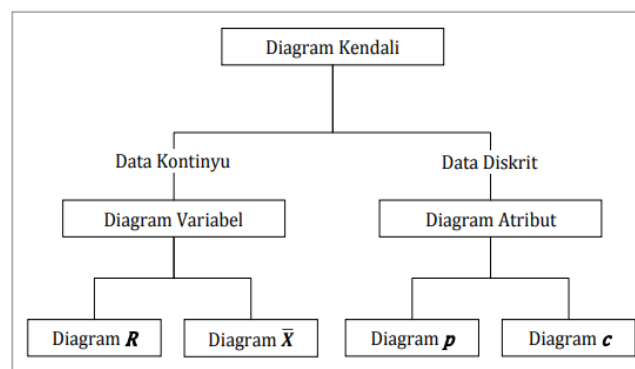 Diagram Kendali
Data Kontinyu
Data Diskrit
Diagram Variabel
Diagram Atribut
Diagram R
Diagram X̅
Diagram p
Diagram c